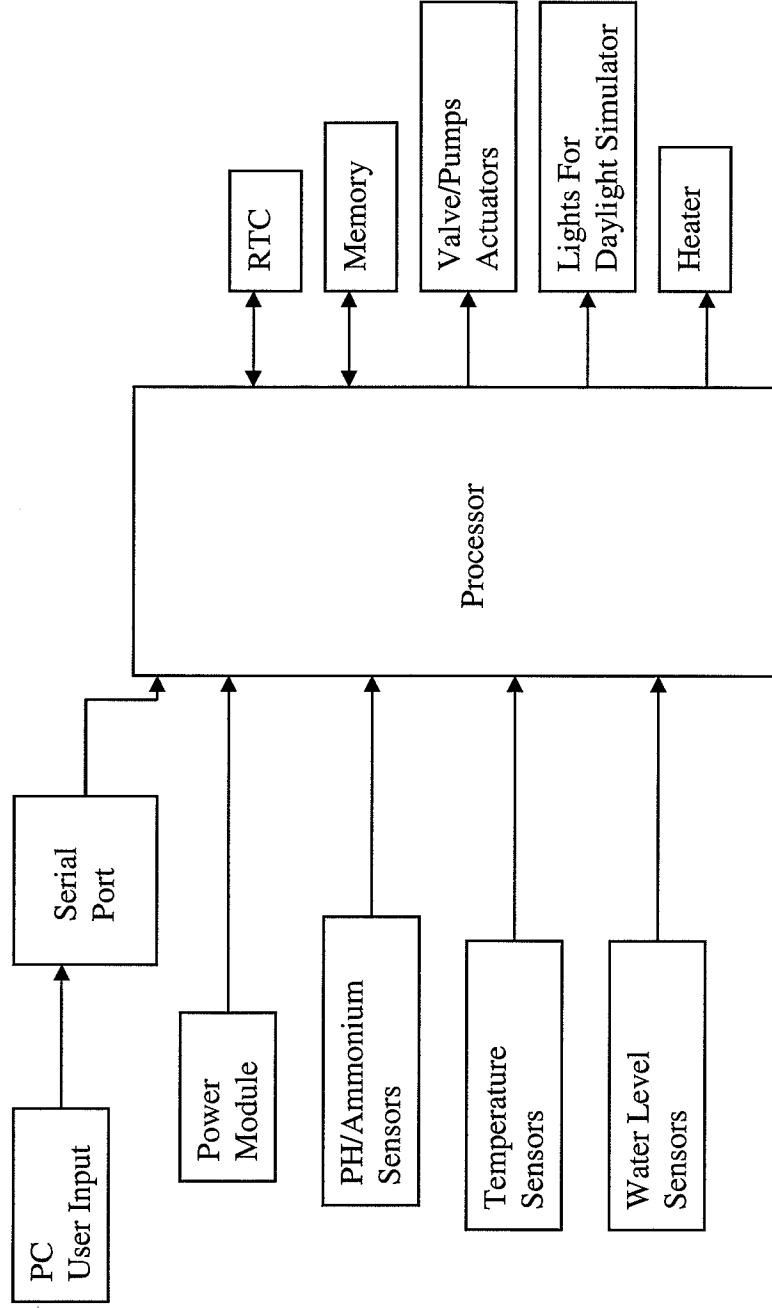 PC
User Input
Serial
Port
Power
Module
PH/Ammonium
Sensors
Temperature
Sensors
Water Level
Sensors
Processor
RTC
Memory
Valve/Pumps
Actuators
Lights For
Daylight Simulator
Heater